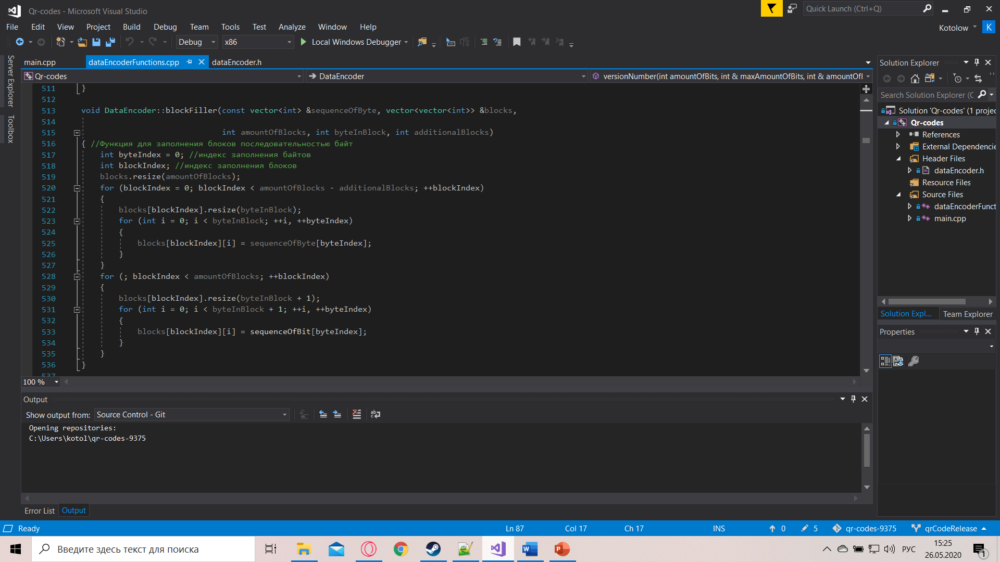 Qr-codes - Microsoft Visual Studio
Quick Launch (Ctrl+Q)
File Edit View Project Build Debug Team Tools Test Analyze Window Help
Kotolow K
Debug x86 Local Windows Debugger
Server Explorer
Toolbox
main.cpp dataEncoderFunctions.cpp dataEncoder.h
Qr-codes DataEncoder versionNumber(int amountOfBits, int & maxAmountOfBits, int & amountOf
511 }
512
513 void DataEncoder::blockFiller(const vector<int> &sequenceOfByte, vector<vector<int>> &blocks,
514
515 int amountOfBlocks, int byteInBlock, int additionalBlocks)
516 { //Функция для заполнения блоков последовательностью байт
517 int byteIndex = 0; //индекс заполнения байтов
518 int blockIndex; //индекс заполнения блоков
519 blocks.resize(amountOfBlocks);
520 for (blockIndex = 0; blockIndex < amountOfBlocks - additionalBlocks; ++blockIndex)
521 {
522 blocks[blockIndex].resize(byteInBlock);
523 for (int i = 0; i < byteInBlock; ++i, ++byteIndex)
524 {
525 blocks[blockIndex][i] = sequenceOfByte[byteIndex];
526 }
527 }
528 for (; blockIndex < amountOfBlocks; ++blockIndex)
529 {
530 blocks[blockIndex].resize(byteInBlock + 1);
531 for (int i = 0; i < byteInBlock + 1; ++i, ++byteIndex)
532 {
533 blocks[blockIndex][i] = sequenceOfBit[byteIndex];
534 }
535 }
536 }
537
100 %
Output
Show output from: Source Control - Git
Opening repositories:
C:\Users\kotol\qr-codes-9375
Error List Output
Solution Explorer
Search Solution Explorer (C
Solution 'Qr-codes' (1 projec
Qr-codes
References
External Dependencie
Header Files
dataEncoder.h
Resource Files
Source Files
dataEncoderFunct
main.cpp
Solution Expl... Team Explorer
Properties
Ready Ln 87 Col 17 Ch 17 INS 0 5 qr-codes-9375 qrCodeRelease
Введите здесь текст для поиска
РУС 15:25
26.05.2020
1